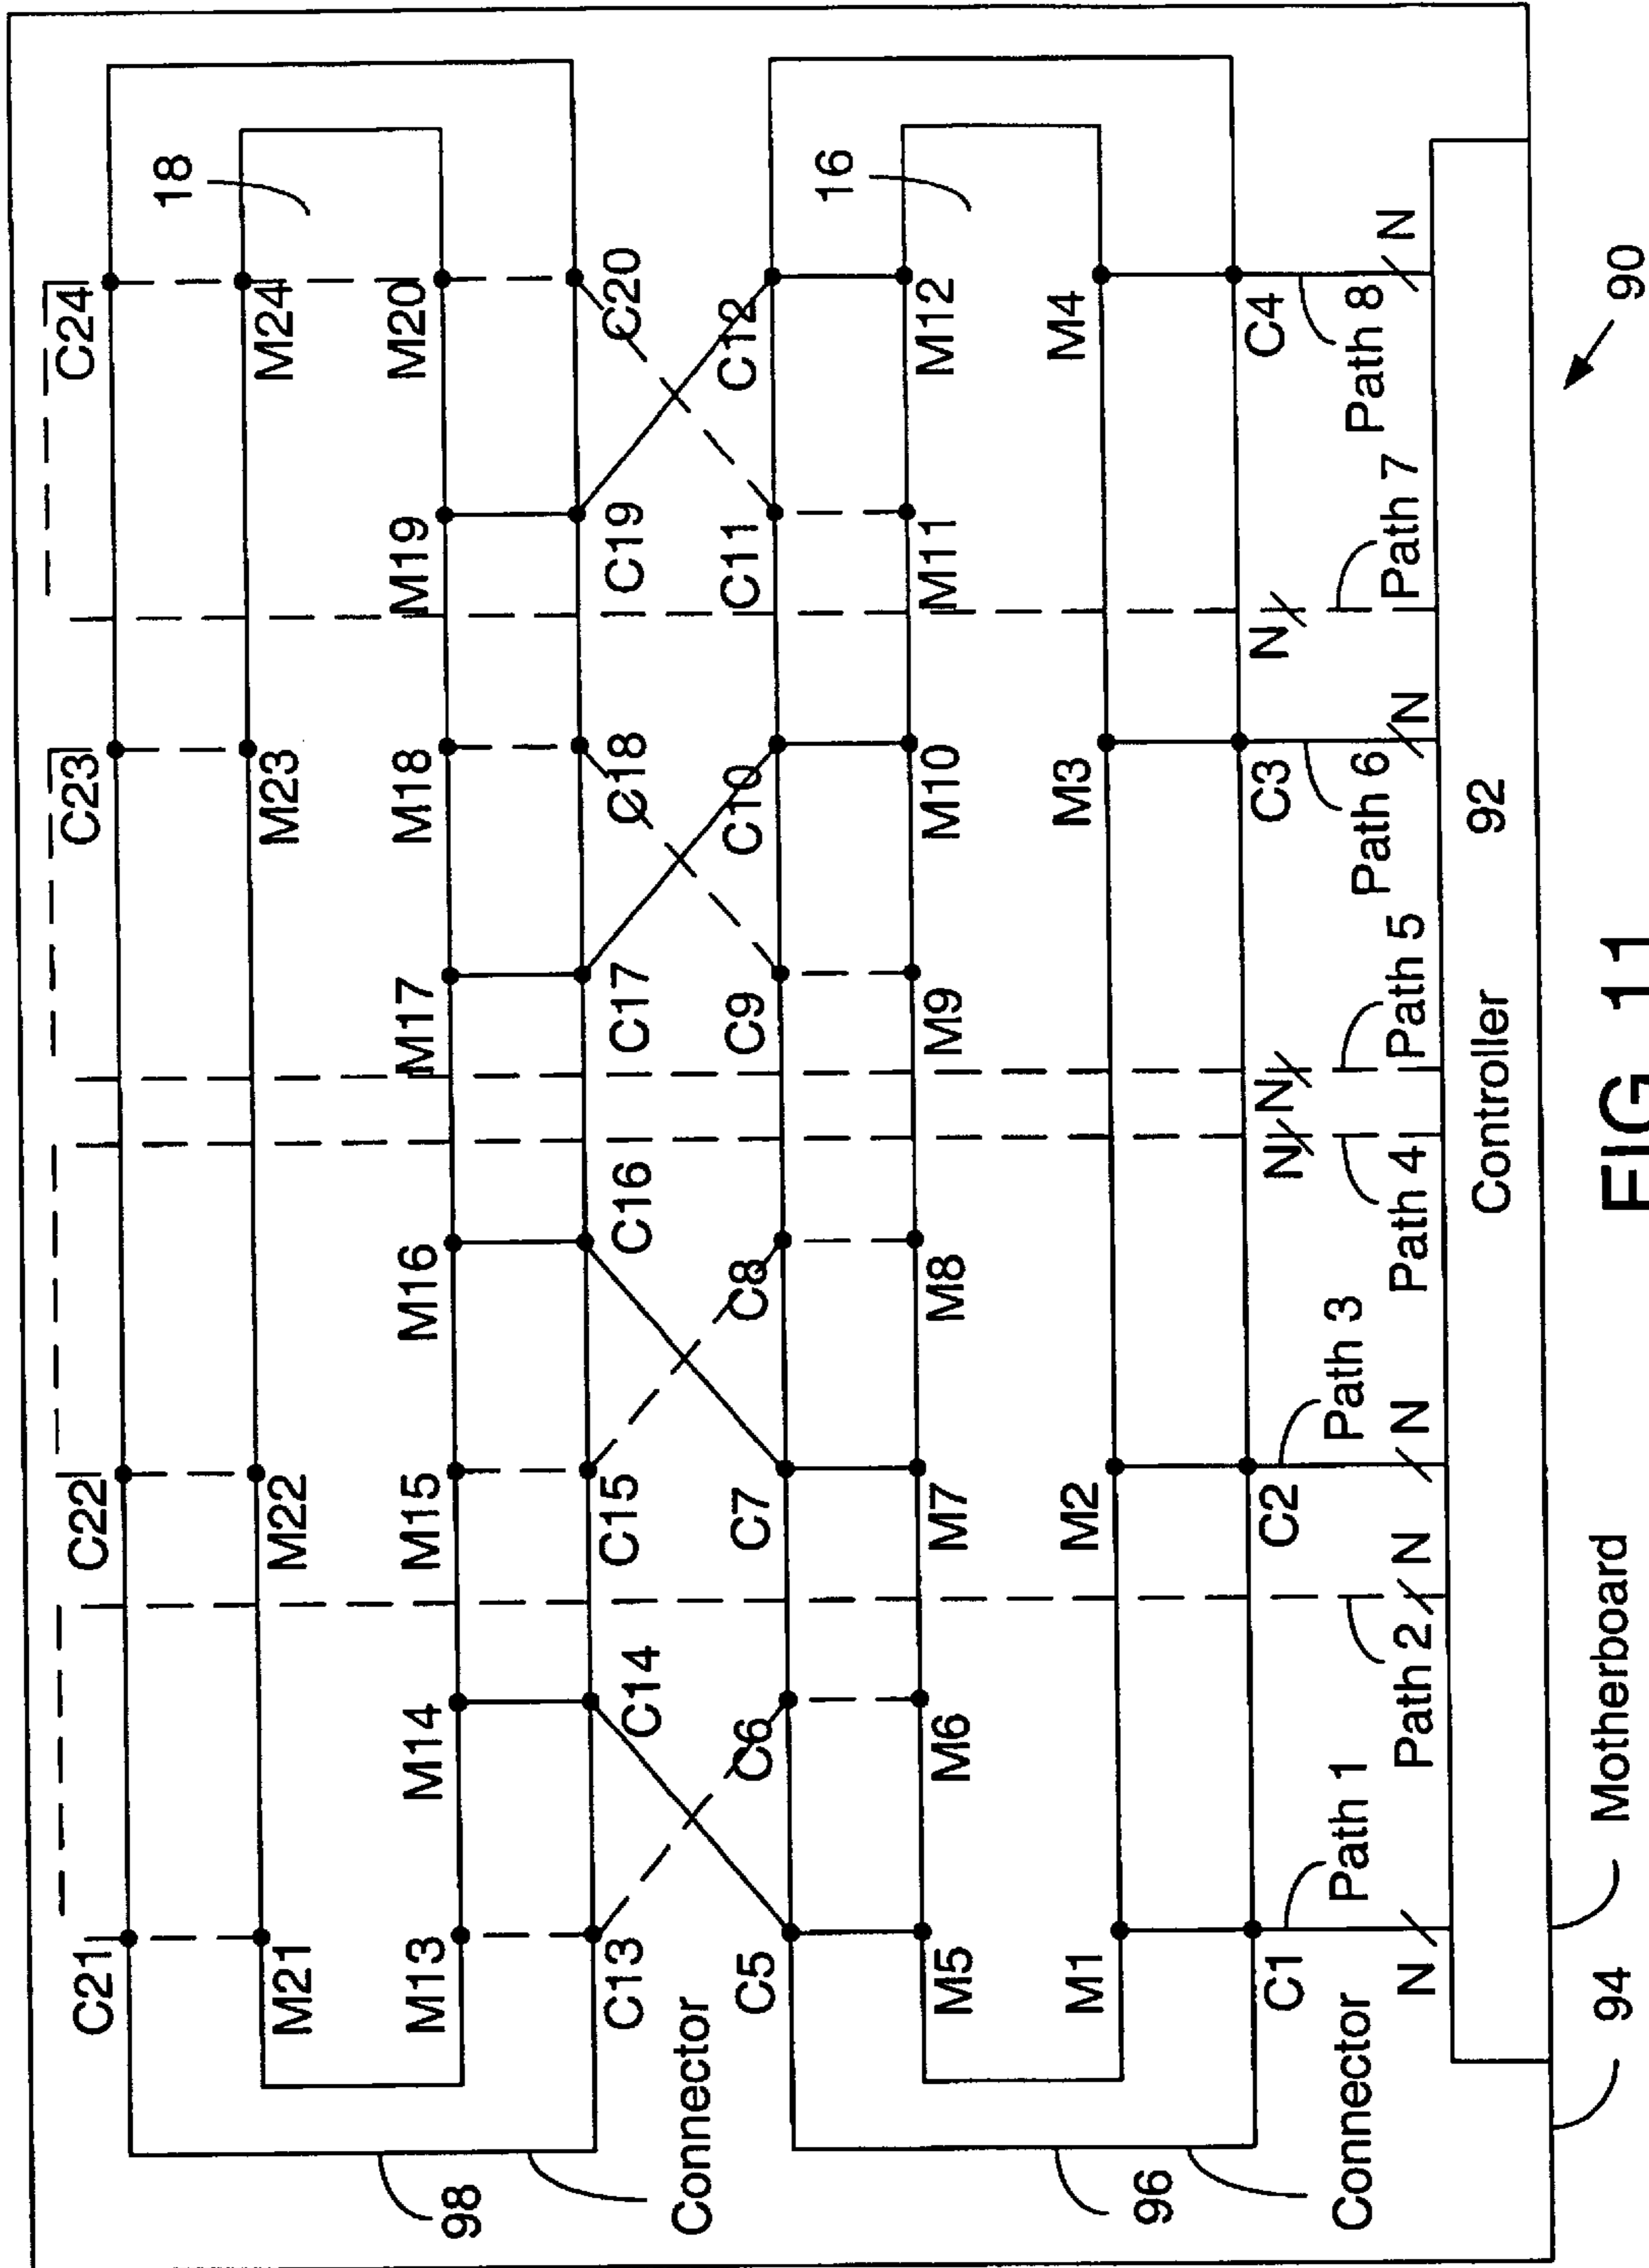 C21 C22 C23 C24
18
M21 M22 M23 M24
M13 M14 M15 M16 M17 M18 M19 M20
98
C13 C14 C15 C16 C17 C18 C19 C20
Connector
C5 C6 C7 C8 C9 C10 C11 C12
16
M5 M6 M7 M8 M9 M10 M11 M12
M1 M2 M3 M4
96
C1 C2 N N N C3 N C4
Connector
Path 1 Path 3 Path 6 Path 8
N Path 2 N N Path 4 Path 5 N Path 7 N
Controller 92
94 Motherboard 90
FIG. 11